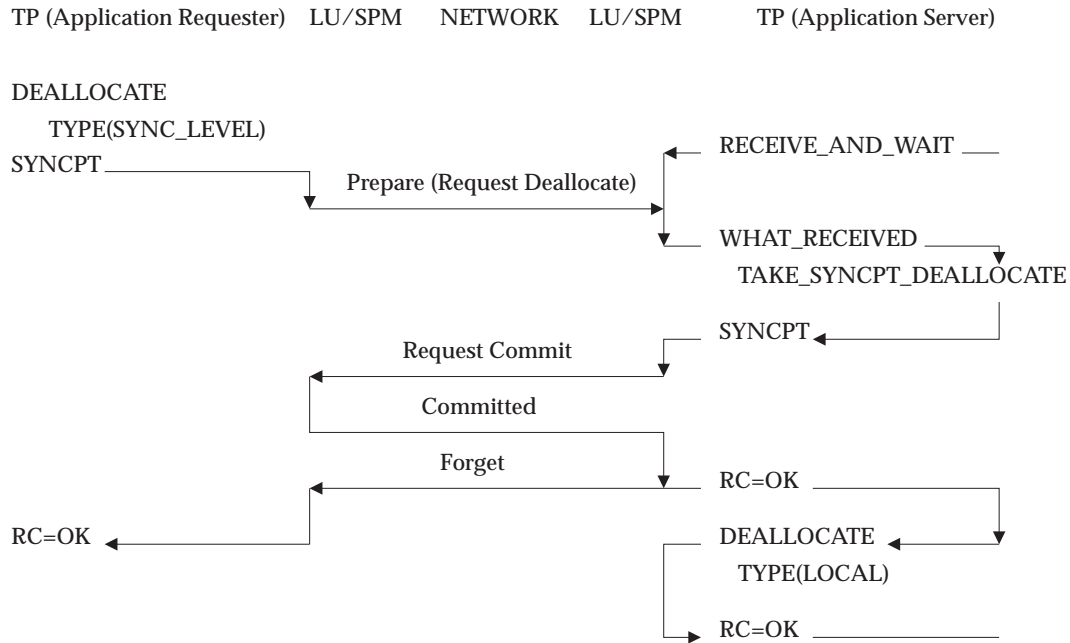 TP (Application Requester) LU/SPM NETWORK LU/SPM TP (Application Server)
DEALLOCATE
TYPE(SYNC_LEVEL)
RECEIVE_AND_WAIT
SYNCPT
Prepare (Request Deallocate)
WHAT_RECEIVED
TAKE_SYNCPT_DEALLOCATE
SYNCPT
Request Commit
Committed
Forget
RC=OK
RC=OK
DEALLOCATE
TYPE(LOCAL)
RC=OK